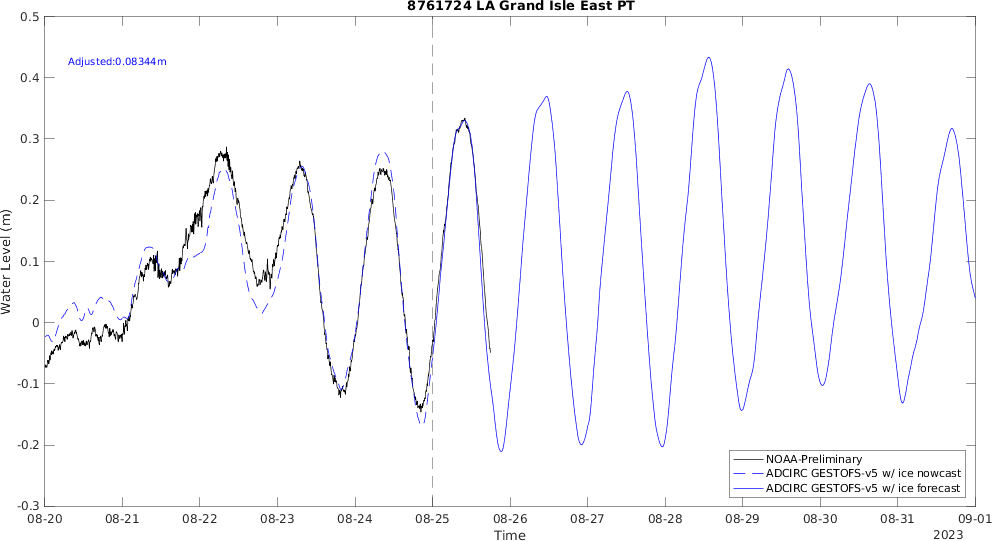 8761724 LA Grand Isle East PT
0.5
Adjusted:0.08344m
0.4
0.3
0.2
0.1
0
-0.1
-0.2
-0.3
Water Level (m)
NOAA-Preliminary
ADCIRC GESTOFS-v5 w/ ice nowcast
ADCIRC GESTOFS-v5 w/ ice forecast
08-20 08-21 08-22 08-23 08-24 08-25 08-26 08-27 08-28 08-29 08-30 08-31 09-01
Time
2023